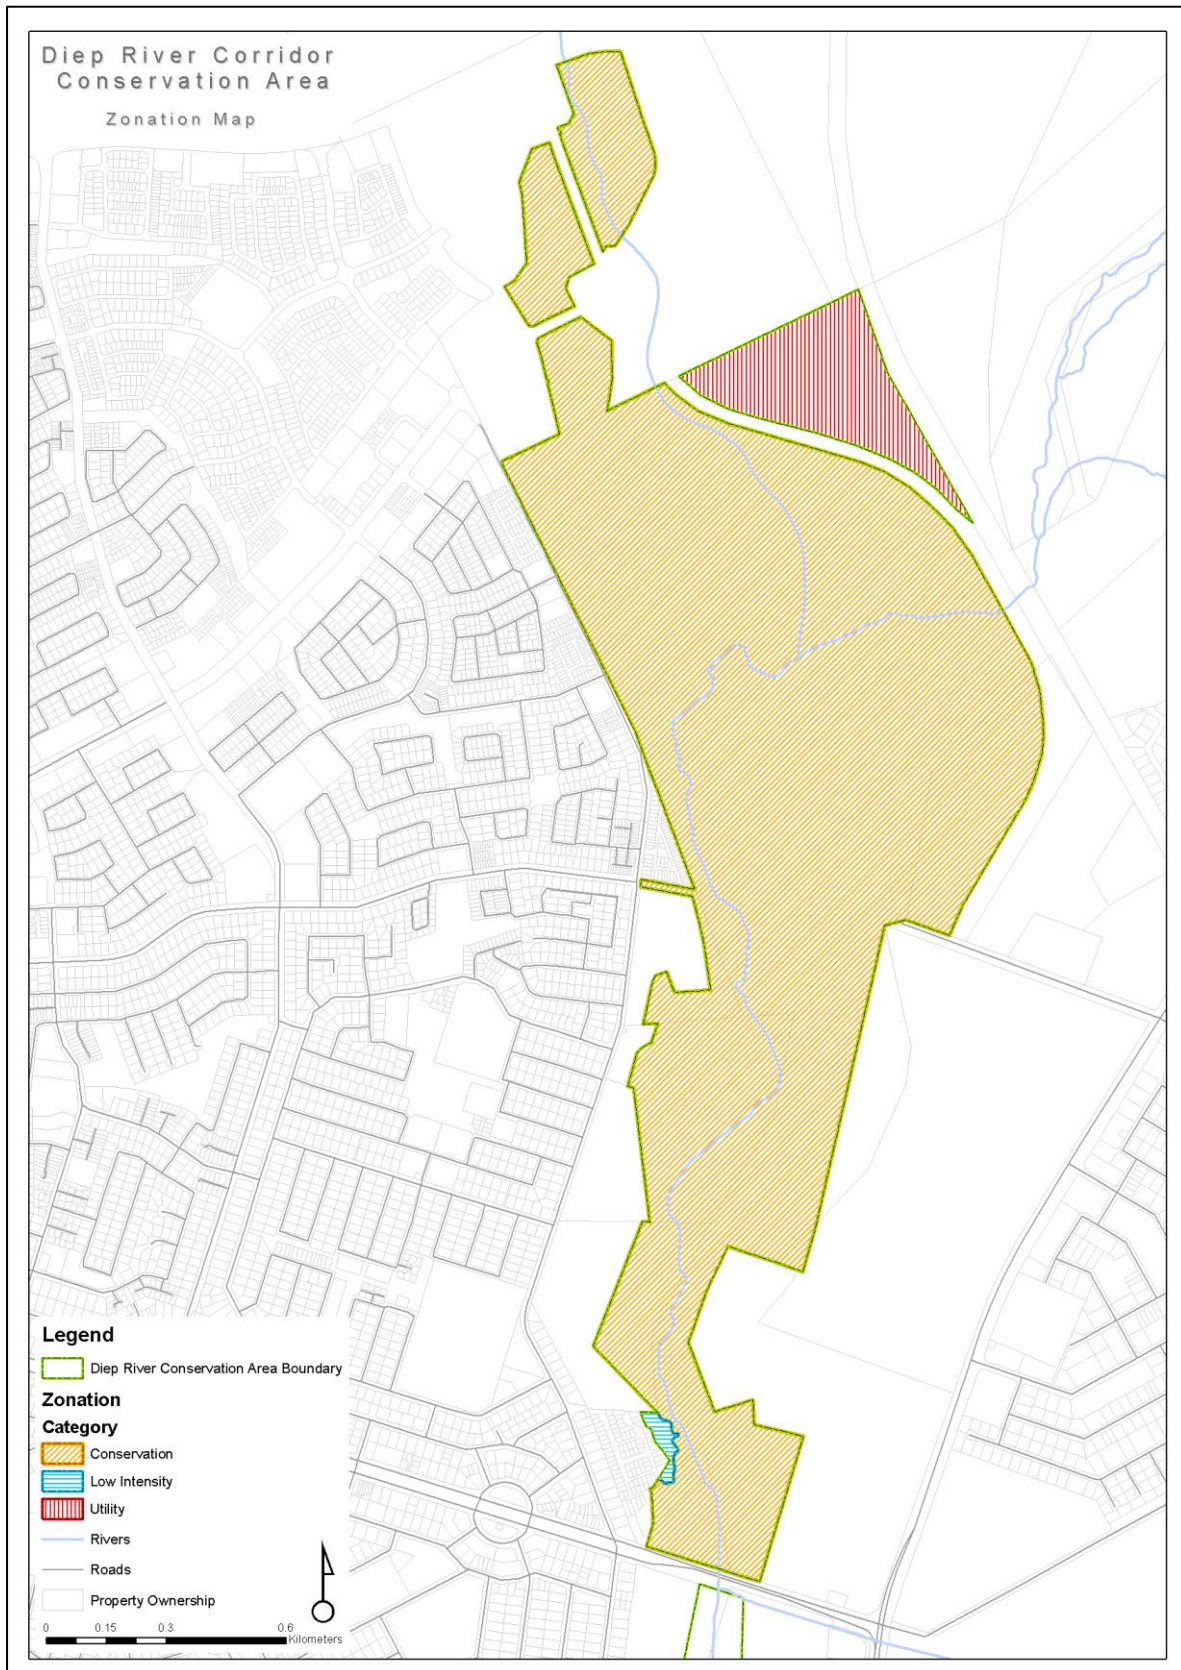 Diep River Corridor
Conservation Area
Zonation Map
Legend
Diep River Conservation Area Boundary
Zonation
Category
Conservation
Low Intensity
Utility
Rivers
Roads
Property Ownership
0 0.15 0.3 0.6
Kilometers